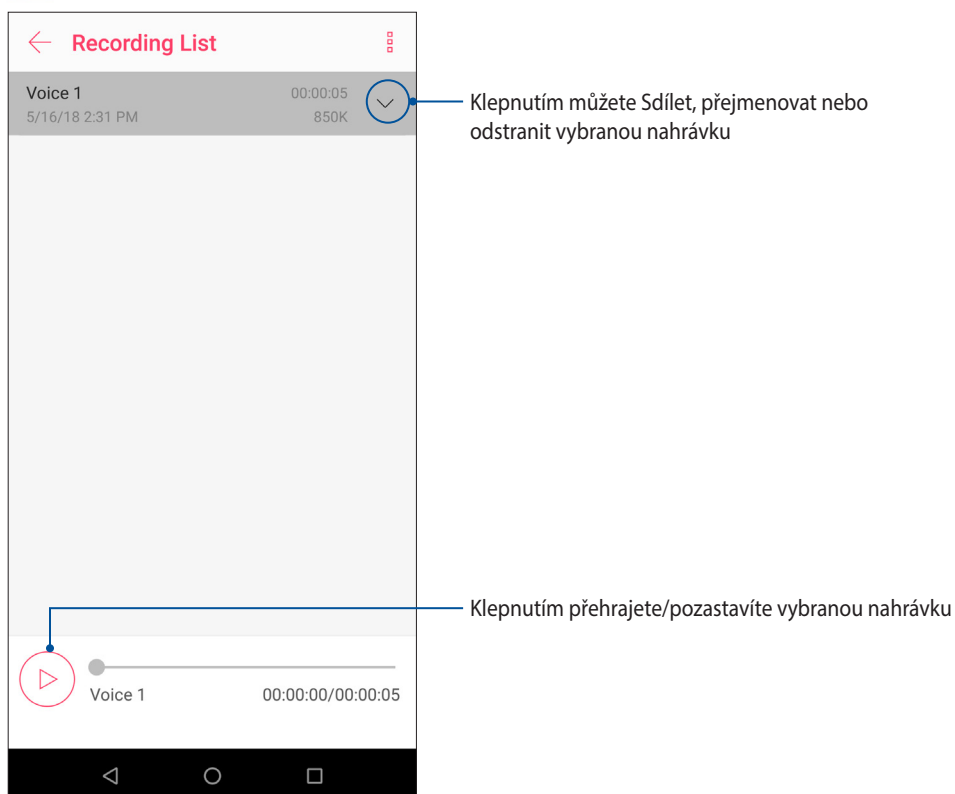 Recording List
Voice 1 00:00:05
5/16/18 2:31 PM 850K
Klepnutím můžete Sdílet, přejmenovat nebo
odstranit vybranou nahrávku
Klepnutím přehrajete/pozastavíte vybranou nahrávku
Voice 1 00:00:00/00:00:05